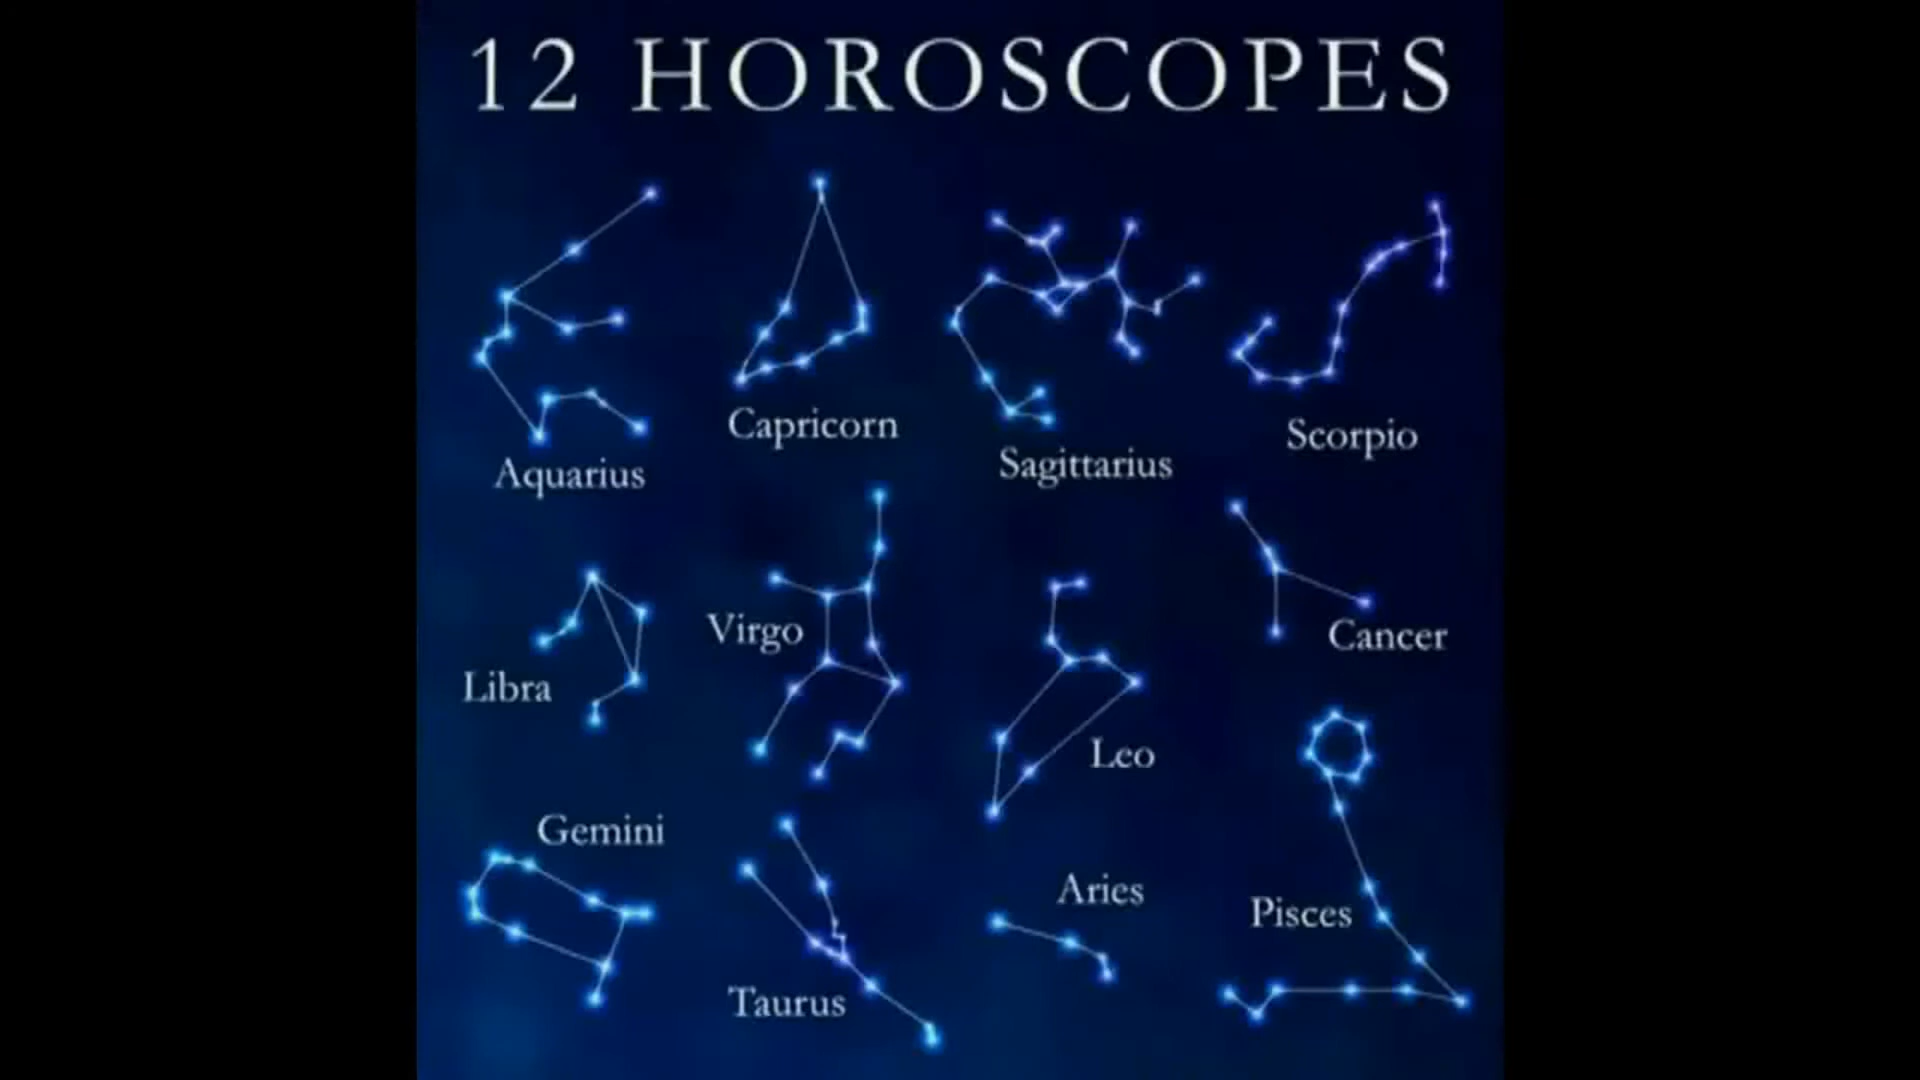 12 HOROSCOPES
Aquarius
Capricorn
Sagittarius
Scorpio
Libra
Virgo
Leo
Cancer
Gemini
Taurus
Aries
Pisces